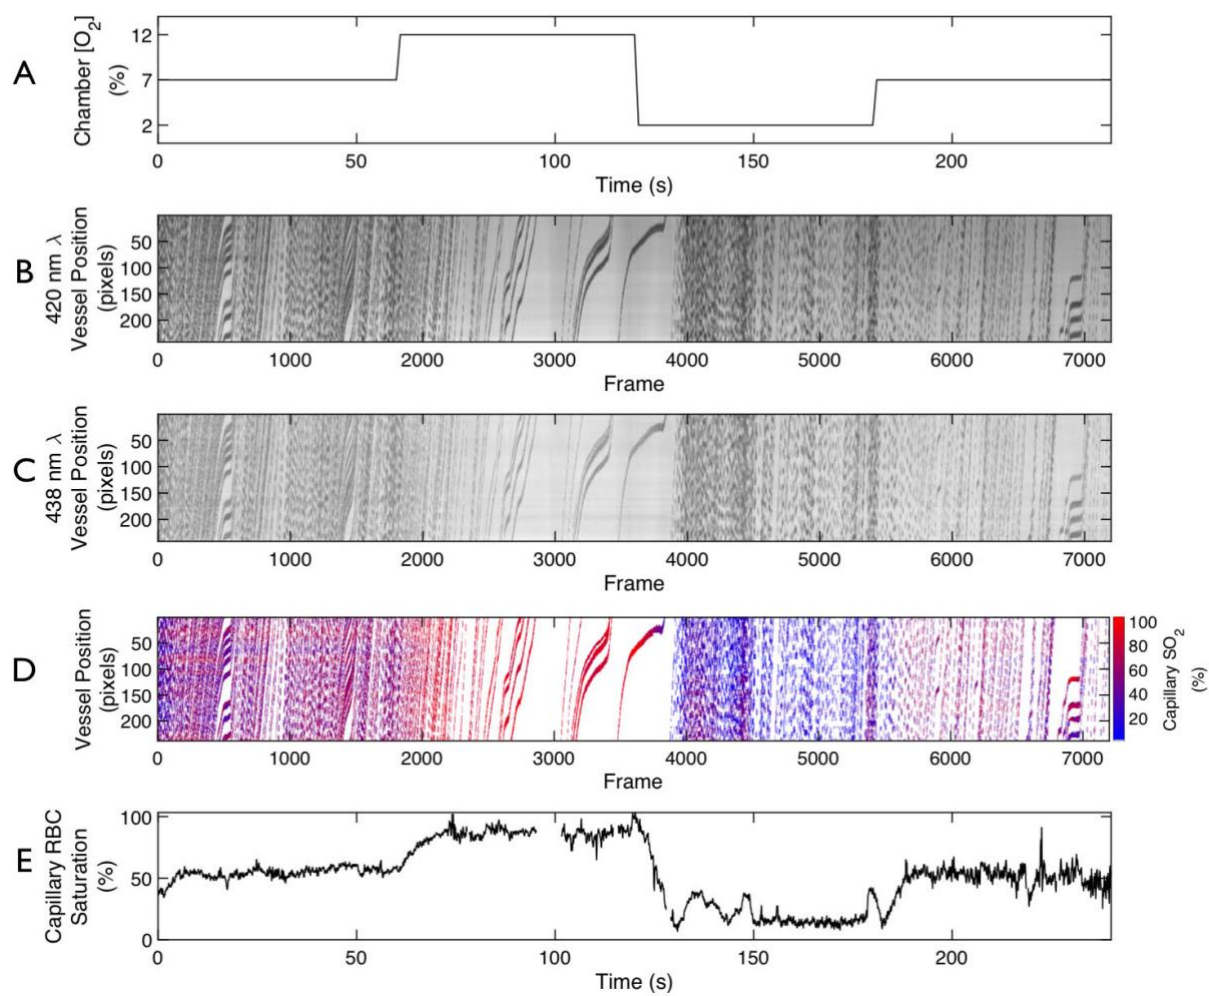 A
Chamber [O2]
(%)
12
7
2
0 50 100 150 200
Time (s)
B
420 nm λ
Vessel Position
(pixels)
50
100
150
200
0 1000 2000 3000 4000 5000 6000 7000
Frame
C
438 nm λ
Vessel Position
(pixels)
50
100
150
200
0 1000 2000 3000 4000 5000 6000 7000
Frame
D
Vessel Position
(pixels)
50
100
150
200
0 1000 2000 3000 4000 5000 6000 7000
Frame
100
80
60
40
20
Capillary SO2
(%)
E
Capillary RBC
Saturation
(%)
100
50
0
0 50 100 150 200
Time (s)